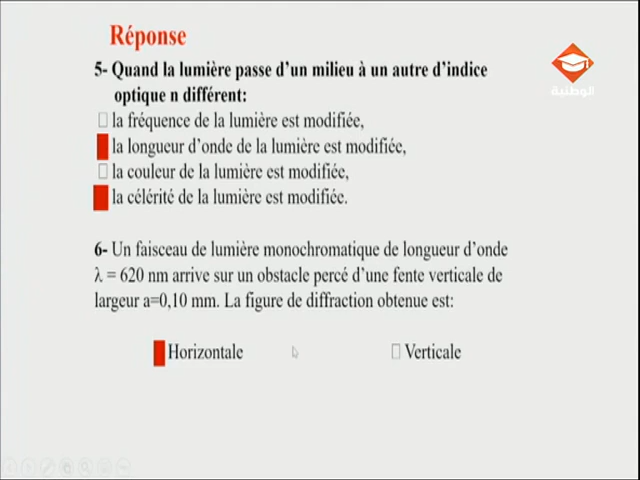 Réponse
الوطنية
5- Quand la lumière passe d'un milieu à un autre d'indice
optique n différent:
la fréquence de la lumière est modifiée,
la longueur d'onde de la lumière est modifiée,
la couleur de la lumière est modifiée,
la célérité de la lumière est modifiée.
6- Un faisceau de lumière monochromatique de longueur d'onde
λ = 620 nm arrive sur un obstacle percé d'une fente verticale de
largeur a=0,10 mm. La figure de diffraction obtenue est:
Horizontale
Verticale